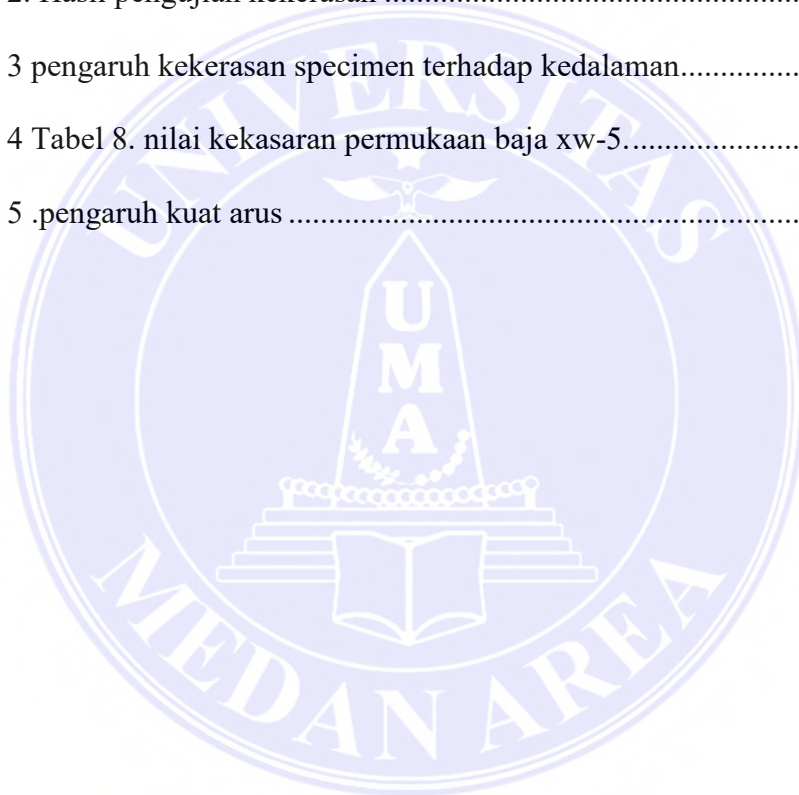 2. Hasil pengujian kekerasan ........................................................
3 pengaruh kekerasan specimen terhadap kedalaman...............
4 Tabel 8. nilai kekasaran permukaan baja xw-5......................
5 .pengaruh kuat arus ................................................................
UNIVERSITAS
UMA
MEDAN AREA